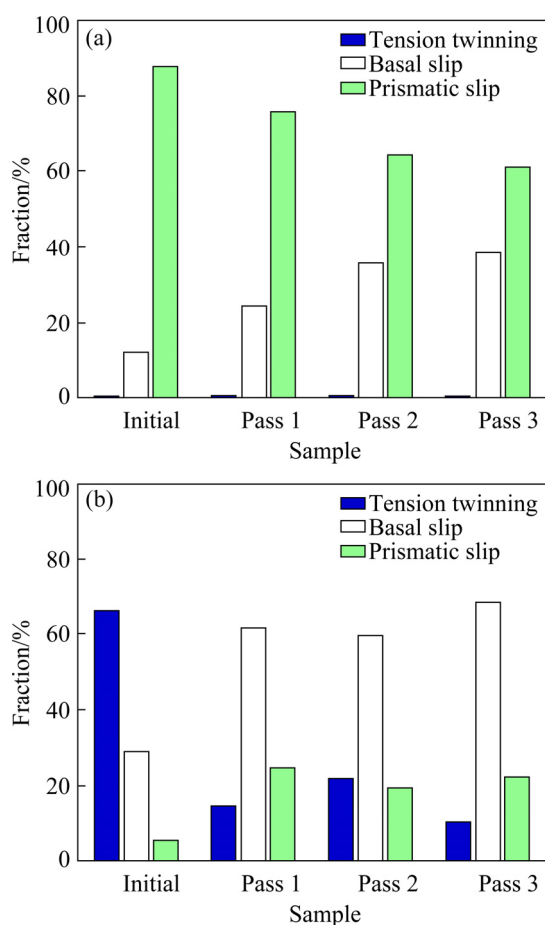 (a)
Tension twinning
Basal slip
Prismatic slip
100
80
60
40
20
0
Fraction/%
Initial Pass 1 Pass 2 Pass 3
Sample
(b)
Tension twinning
Basal slip
Prismatic slip
100
80
60
40
20
0
Fraction/%
Initial Pass 1 Pass 2 Pass 3
Sample